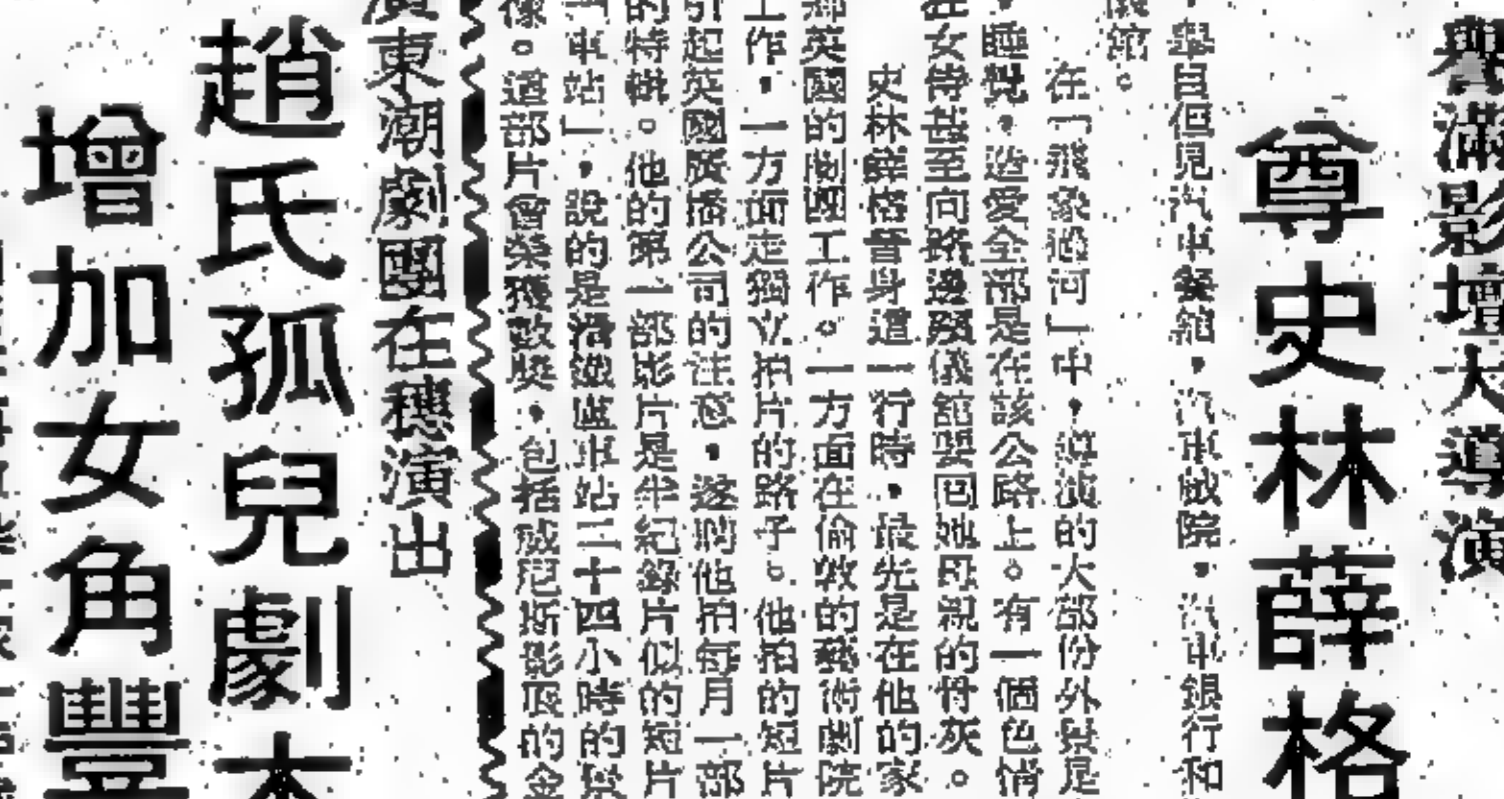 譽滿影壇大導演
尊史林薛格
舉目但見汽車餐館，汽車戲院，汽車銀行和
儀館。
在「飛象過河」中，導演的大部份外景是
，睡覺，造愛全部是在該公路上。有一個色情
在女侍甚至向路邊殯儀館要回她母親的骨灰。
史林薛格晉身這一行時，最先是在他的家
鄉英國的劇團工作。一方面在倫敦的藝術劇院
工作，一方面走獨立拍片的路子。他拍的短片
引起英國廣播公司的注意，遂聘他拍每月一部
的特輯。他的第一部影片是半紀錄片似的短片
「車站」，說的是滑鐵盧車站二十四小時的景
像。這部片會榮獲數獎，包括威尼斯影展的金
廣東潮劇團在穗演出
趙氏孤兒劇本
增加女角豐